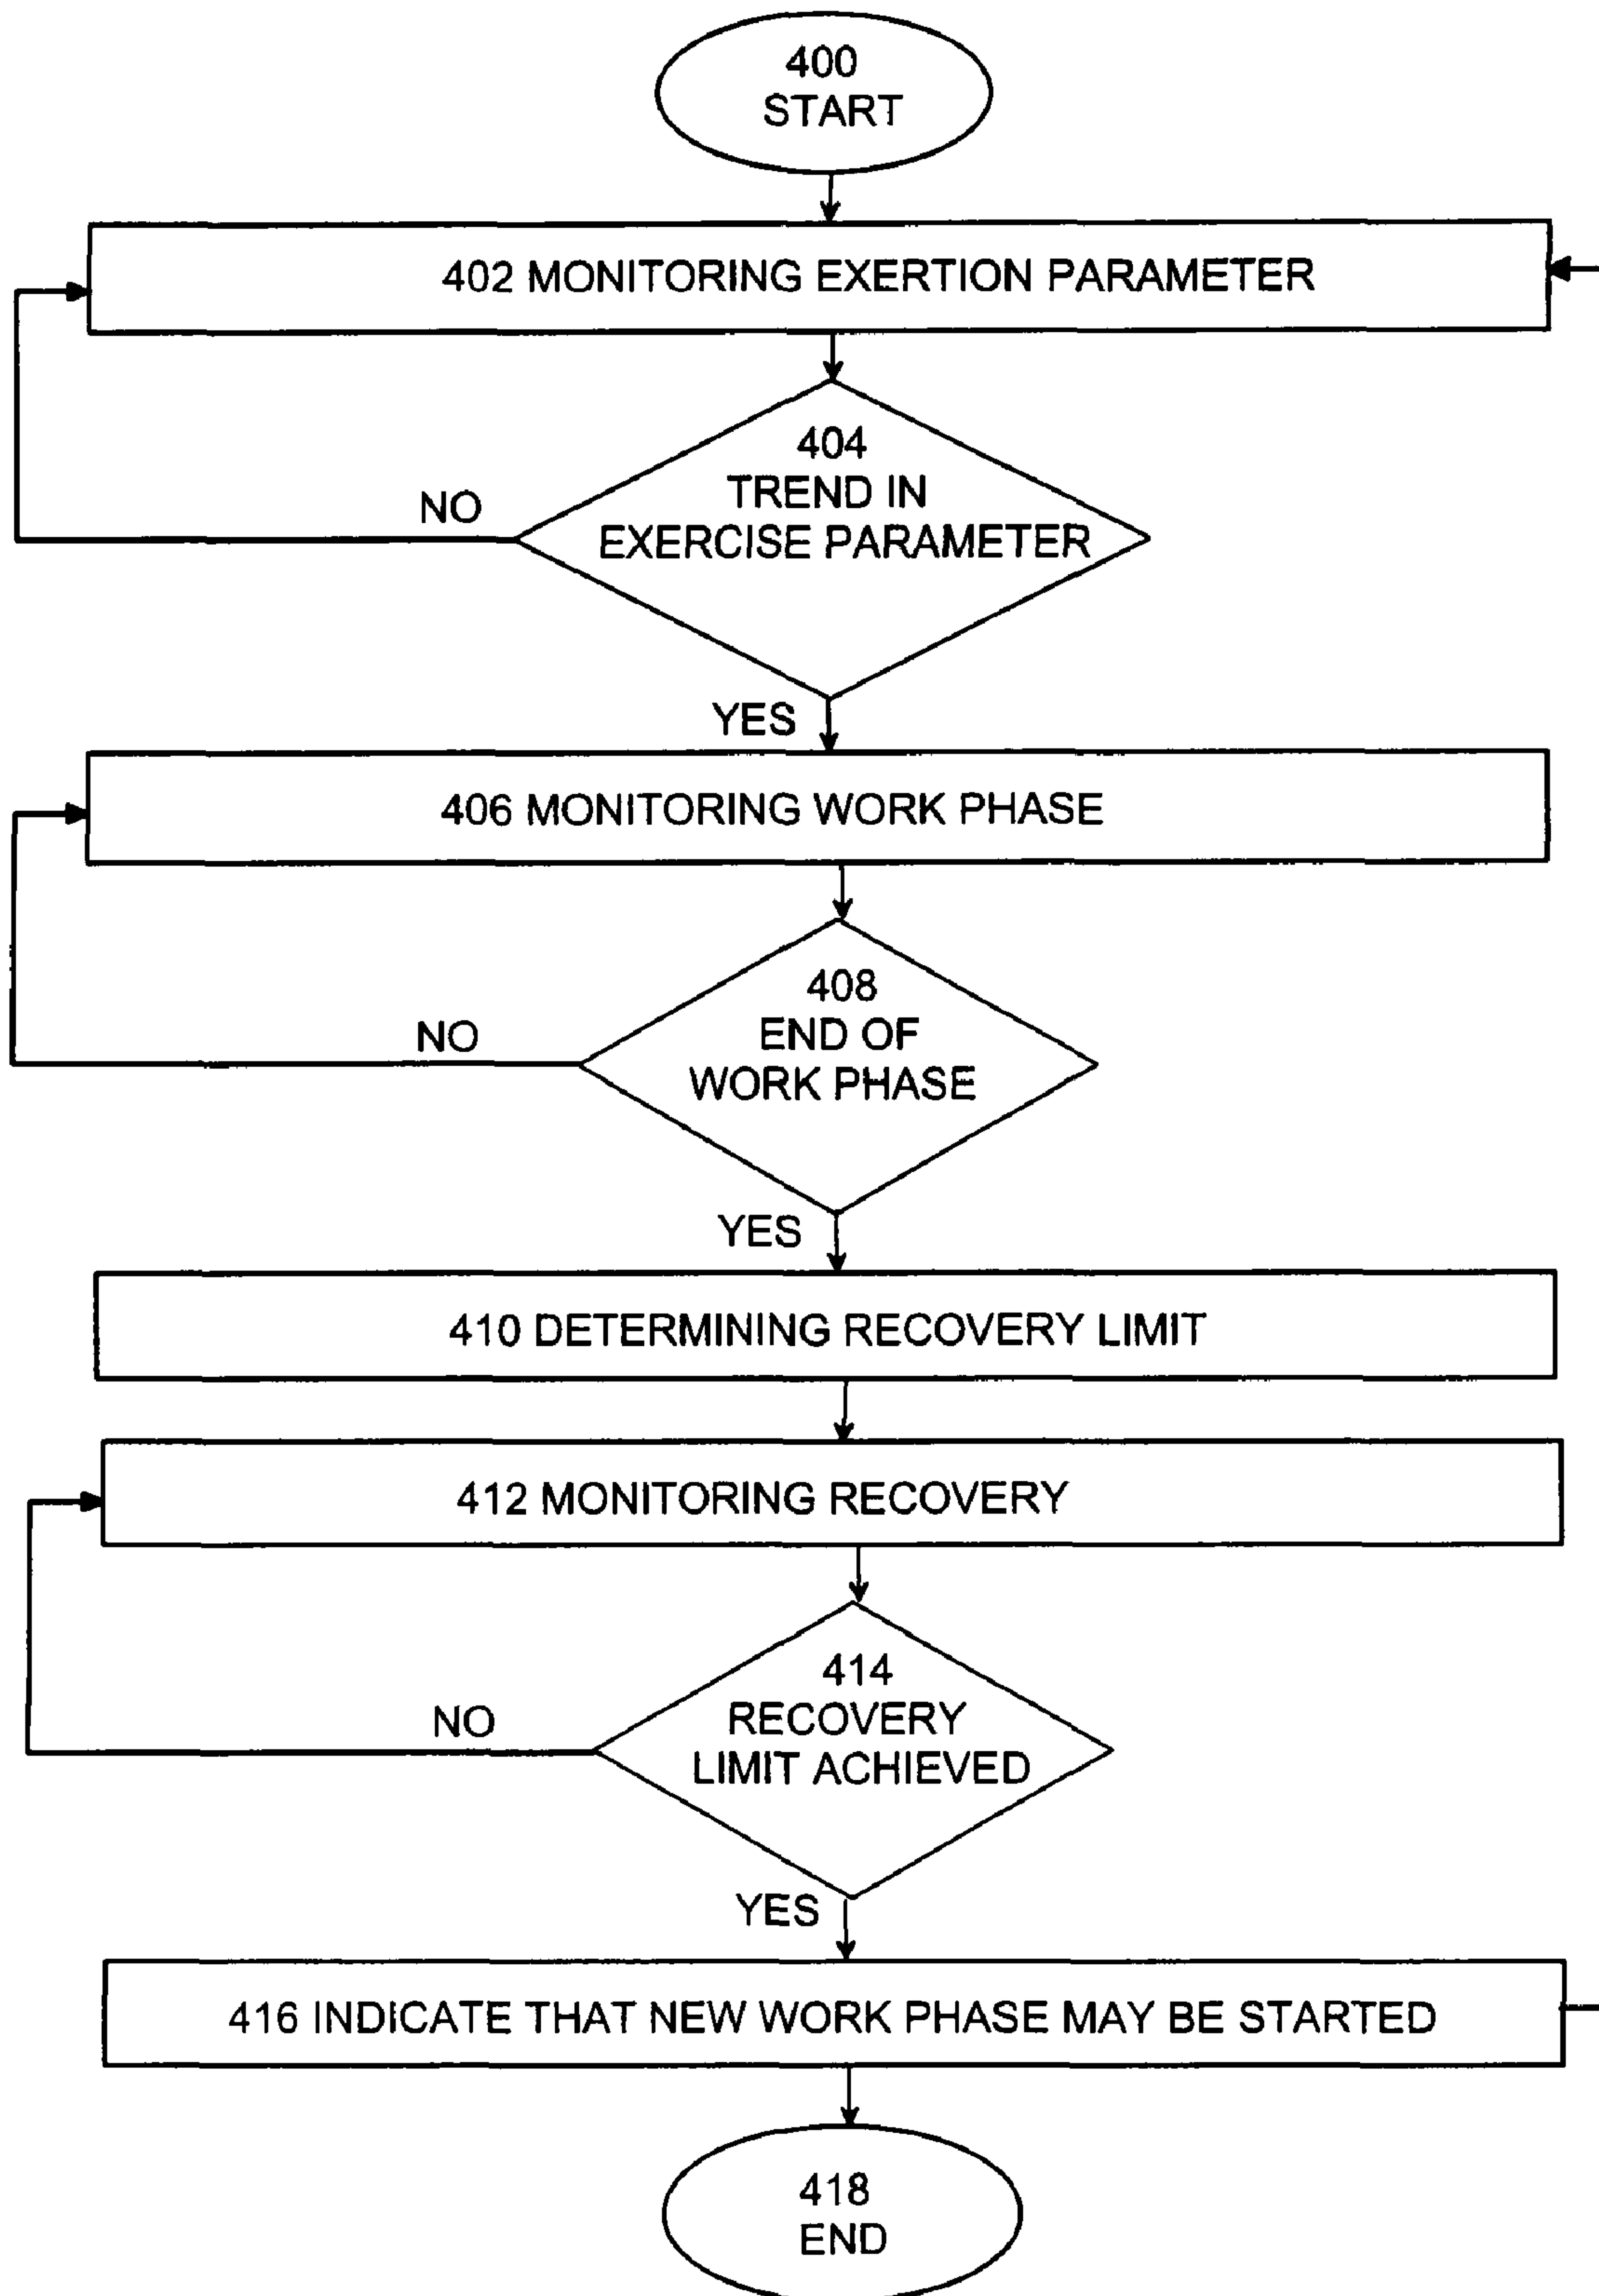 400
START
402 MONITORING EXERTION PARAMETER
404
TREND IN
EXERCISE PARAMETER
NO
YES
406 MONITORING WORK PHASE
408
END OF
WORK PHASE
NO
YES
410 DETERMINING RECOVERY LIMIT
412 MONITORING RECOVERY
414
RECOVERY
LIMIT ACHIEVED
NO
YES
416 INDICATE THAT NEW WORK PHASE MAY BE STARTED
418
END